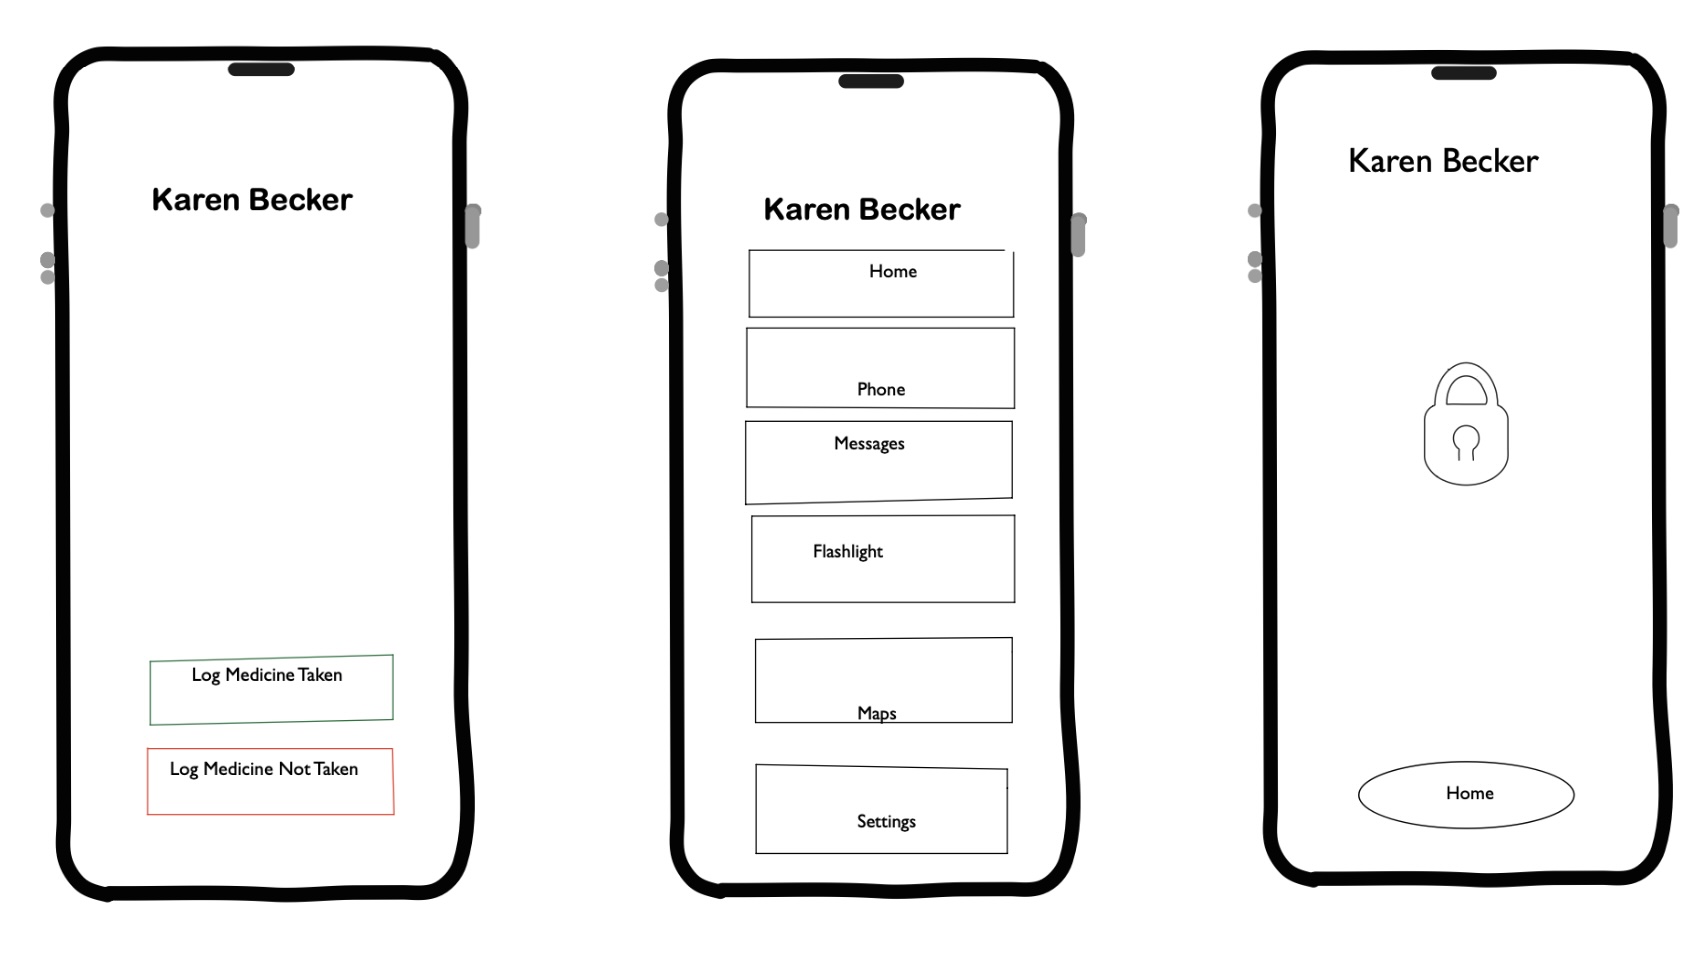 Karen Becker
Log Medicine Taken
Log Medicine Not Taken
Karen Becker
Home
Phone
Messages
Flashlight
Maps
Settings
Karen Becker
Home